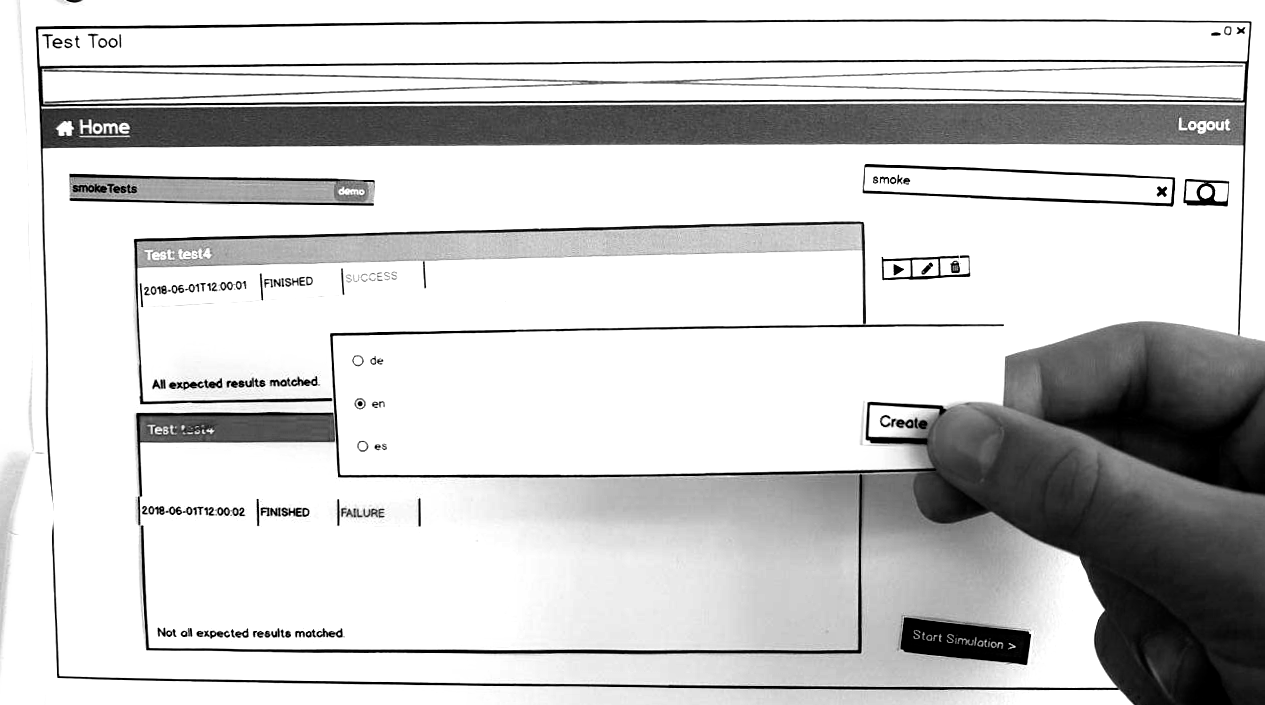 Test Tool
Home
Logout
smokeTests
demo
smoke
Test: test4
2018-06-01T12:00:01 FINISHED SUCCESS
All expected results matched.
de
en
es
Create
Test: test4
2018-06-01T12:00:02 FINISHED FAILURE
Not all expected results matched.
Start Simulation >